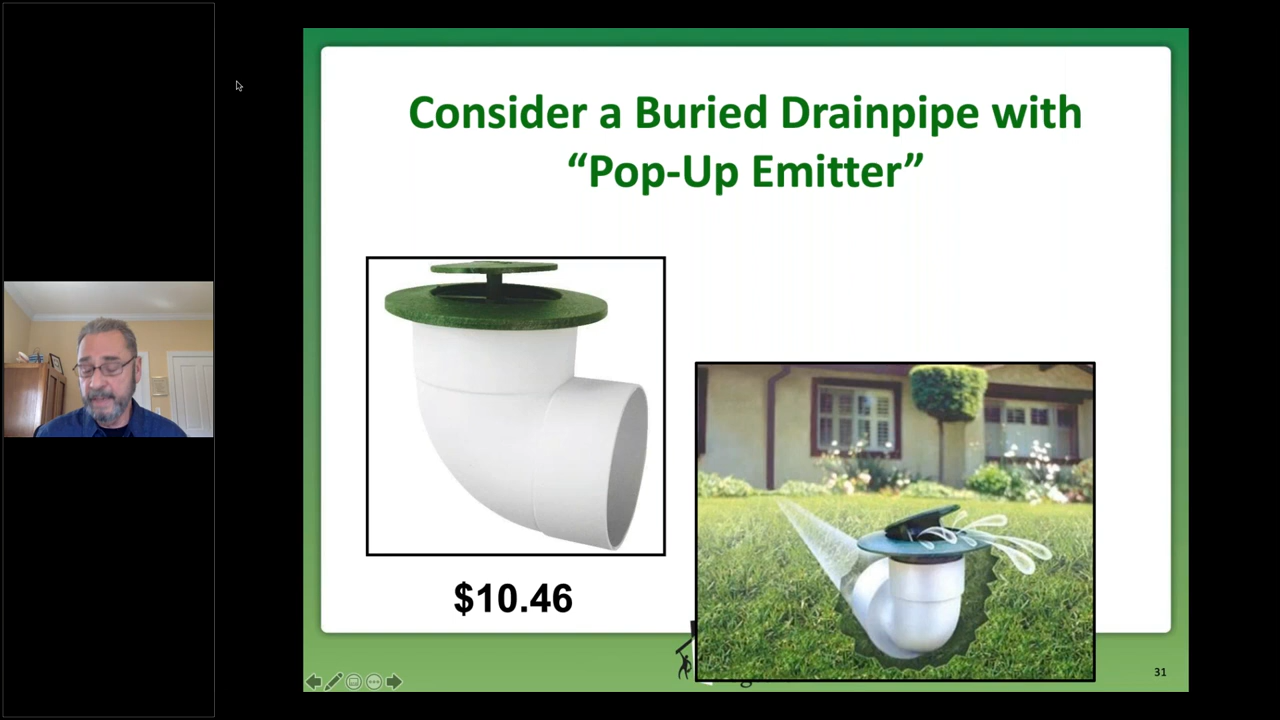 Consider a Buried Drainpipe with
“Pop-Up Emitter”
$10.46
31